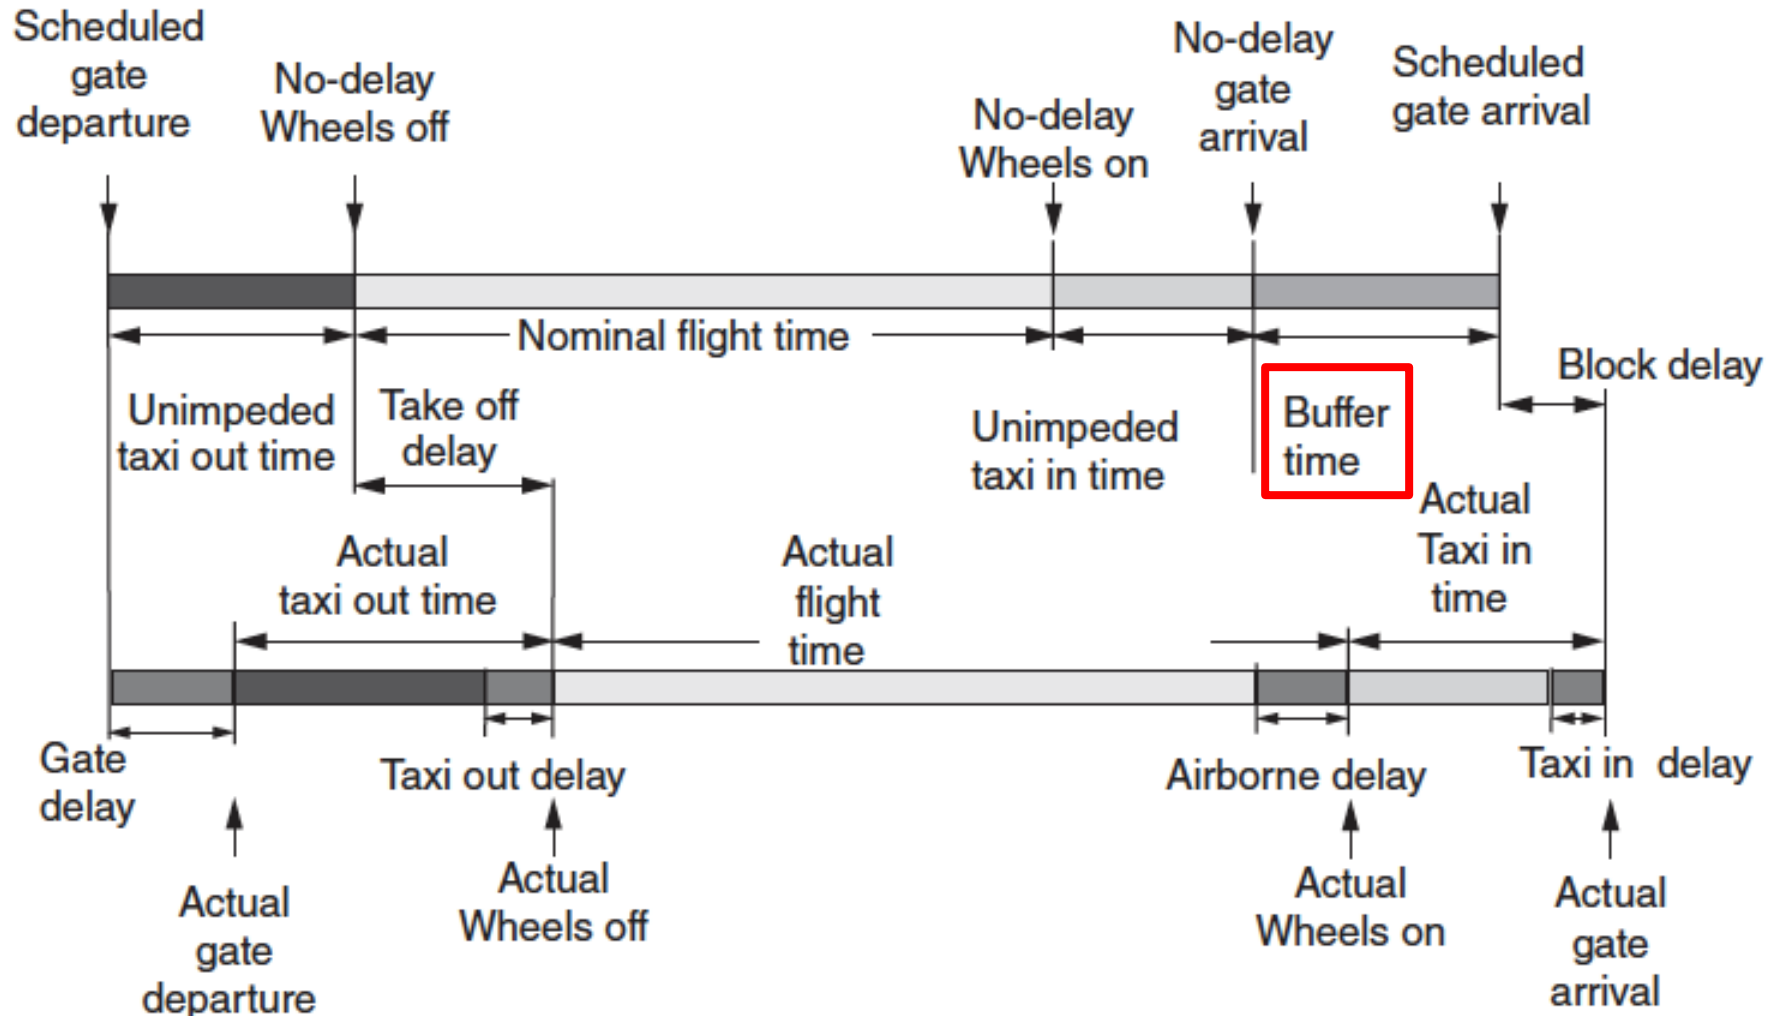 Scheduled
gate
departure
No-delay
Wheels off
No-delay
Wheels on
No-delay
gate
arrival
Scheduled
gate arrival
Nominal flight time
Block delay
Unimpeded
taxi out time
Take off
delay
Unimpeded
taxi in time
Buffer
time
Actual
taxi out time
Actual
flight
time
Actual
Taxi in
time
Gate
delay
Taxi out delay
Airborne delay
Taxi in delay
Actual
gate
departure
Actual
Wheels off
Actual
Wheels on
Actual
gate
arrival